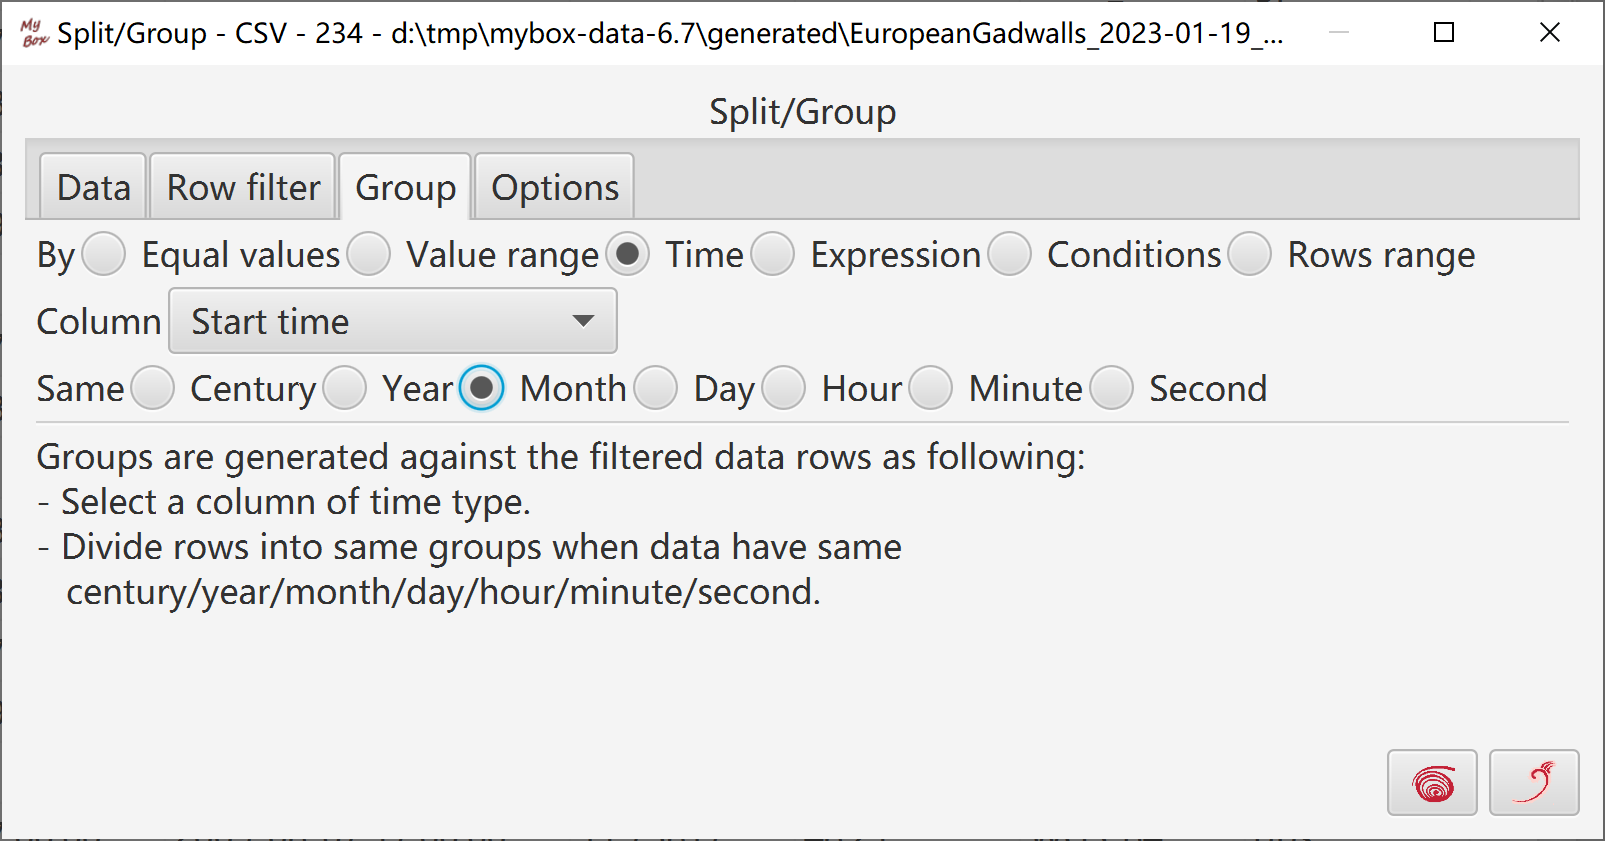 My Box Split/Group - CSV - 234 - d:\tmp\mybox-data-6.7\generated\EuropeanGadwalls_2023-01-19_...
Split/Group
Data Row filter Group Options
By Equal values Value range Time Expression Conditions Rows range
Column Start time
Same Century Year Month Day Hour Minute Second
Groups are generated against the filtered data rows as following:
- Select a column of time type.
- Divide rows into same groups when data have same
century/year/month/day/hour/minute/second.